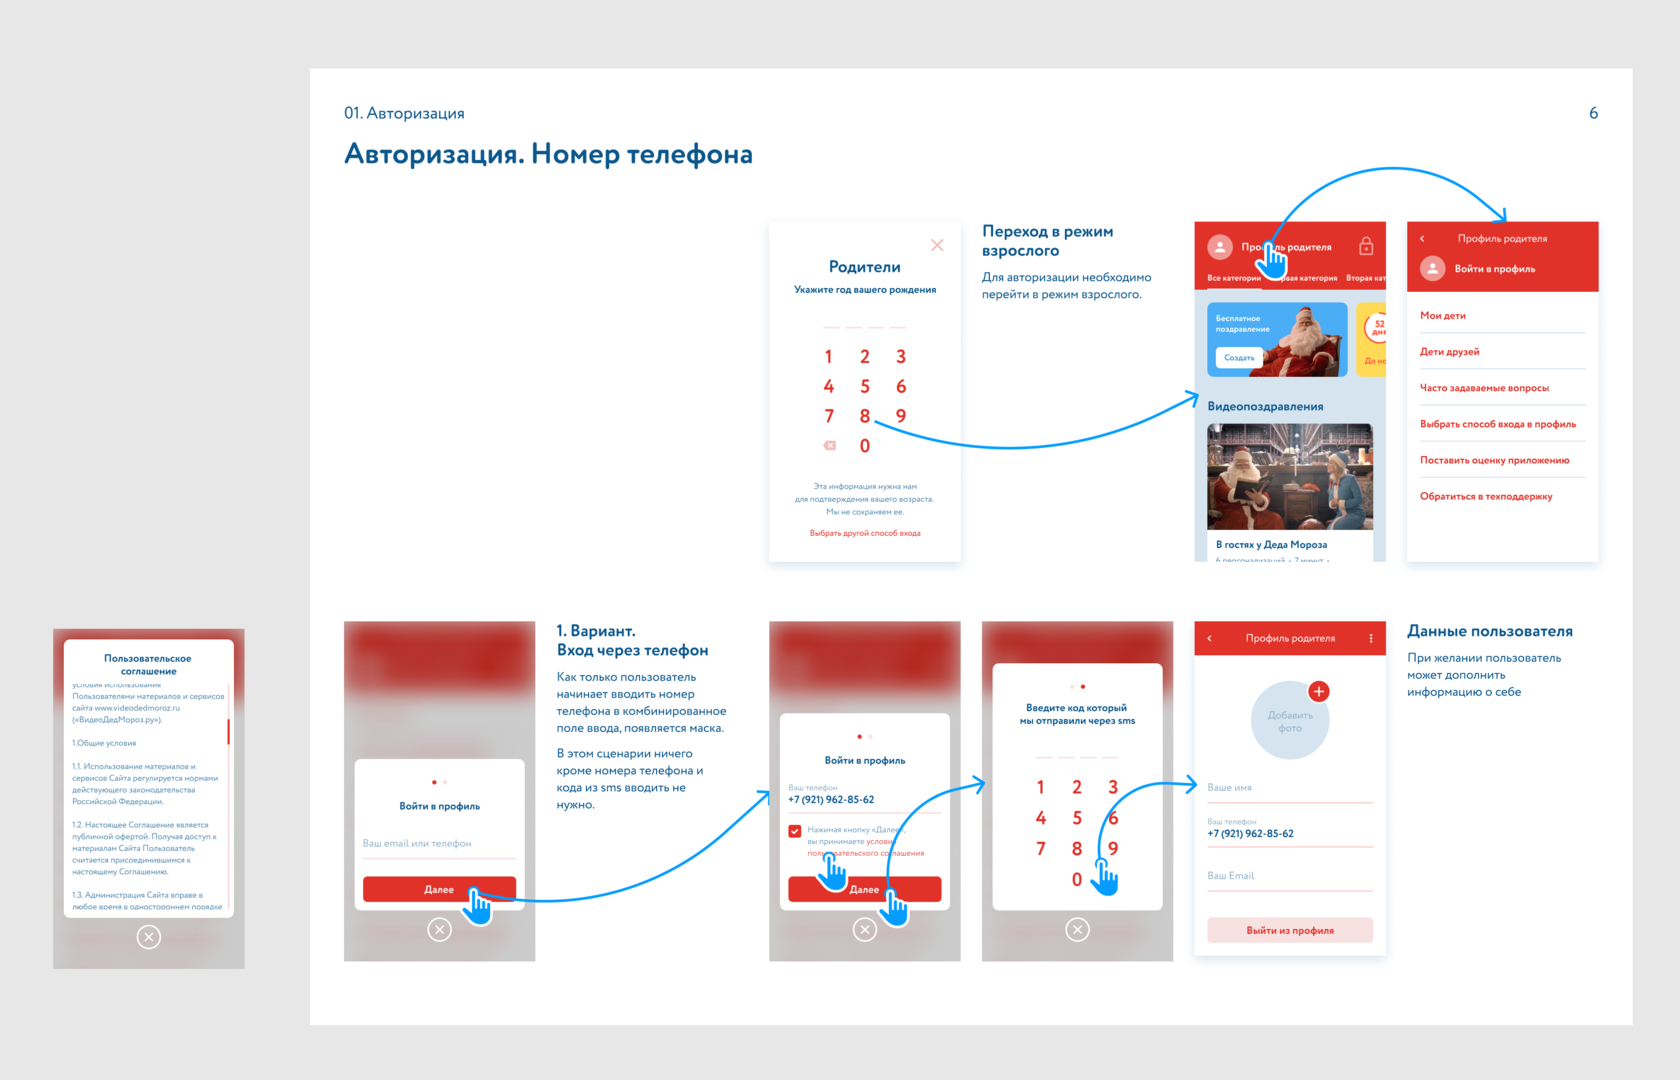 01. Авторизация
6
Авторизация. Номер телефона
Родители
Укажите год вашего рождения
1 2 3
4 5 6
7 8 9
0
Эта информация нужна нам
для подтверждения вашего возраста.
Мы не сохраняем ее.
Выбрать другой способ входа
Переход в режим
взрослого
Для авторизации необходимо
перейти в режим взрослого.
Профиль родителя
Все категории
категория
Вторая кат
Бесплатное
поздравление
Создать
52
дня
До но
Видеопоздравления
В гостях у Деда Мороза
6 персонализаций • 7 минут •
Профиль родителя
Войти в профиль
Мои дети
Дети друзей
Часто задаваемые вопросы
Выбрать способ входа в профиль
Поставить оценку приложению
Обратиться в техподдержку
Пользовательское
соглашение
условия использования
Пользователями материалов и сервисов
сайта www.videodedmoroz.ru
(«ВидеоДедМороз.ру»).
1.Общие условия
1.1. Использование материалов и
сервисов Сайта регулируется нормами
действующего законодательства
Российской Федерации.
1.2. Настоящее Соглашение является
публичной офертой. Получая доступ к
материалам Сайта Пользователь
считается присоединившимся к
настоящему Соглашению.
1.3. Администрация Сайта вправе в
любое время в одностороннем порядке
Войти в профиль
Ваш email или телефон
Далее
1. Вариант.
Вход через телефон
Как только пользователь
начинает вводить номер
телефона в комбинированное
поле ввода, появляется маска.
В этом сценарии ничего
кроме номера телефона и
кода из sms вводить не
нужно.
Войти в профиль
Ваш телефон
+7 (921) 962-85-62
Нажимая кнопку «Далее»,
вы принимаете условия
пользовательского соглашения
Далее
Введите код который
мы отправили через sms
1 2 3
4 5 6
7 8 9
0
Профиль родителя
Добавить
фото
Ваше имя
Ваш телефон
+7 (921) 962-85-62
Ваш Email
Выйти из профиля
Данные пользователя
При желании пользователь
может дополнить
информацию о себе